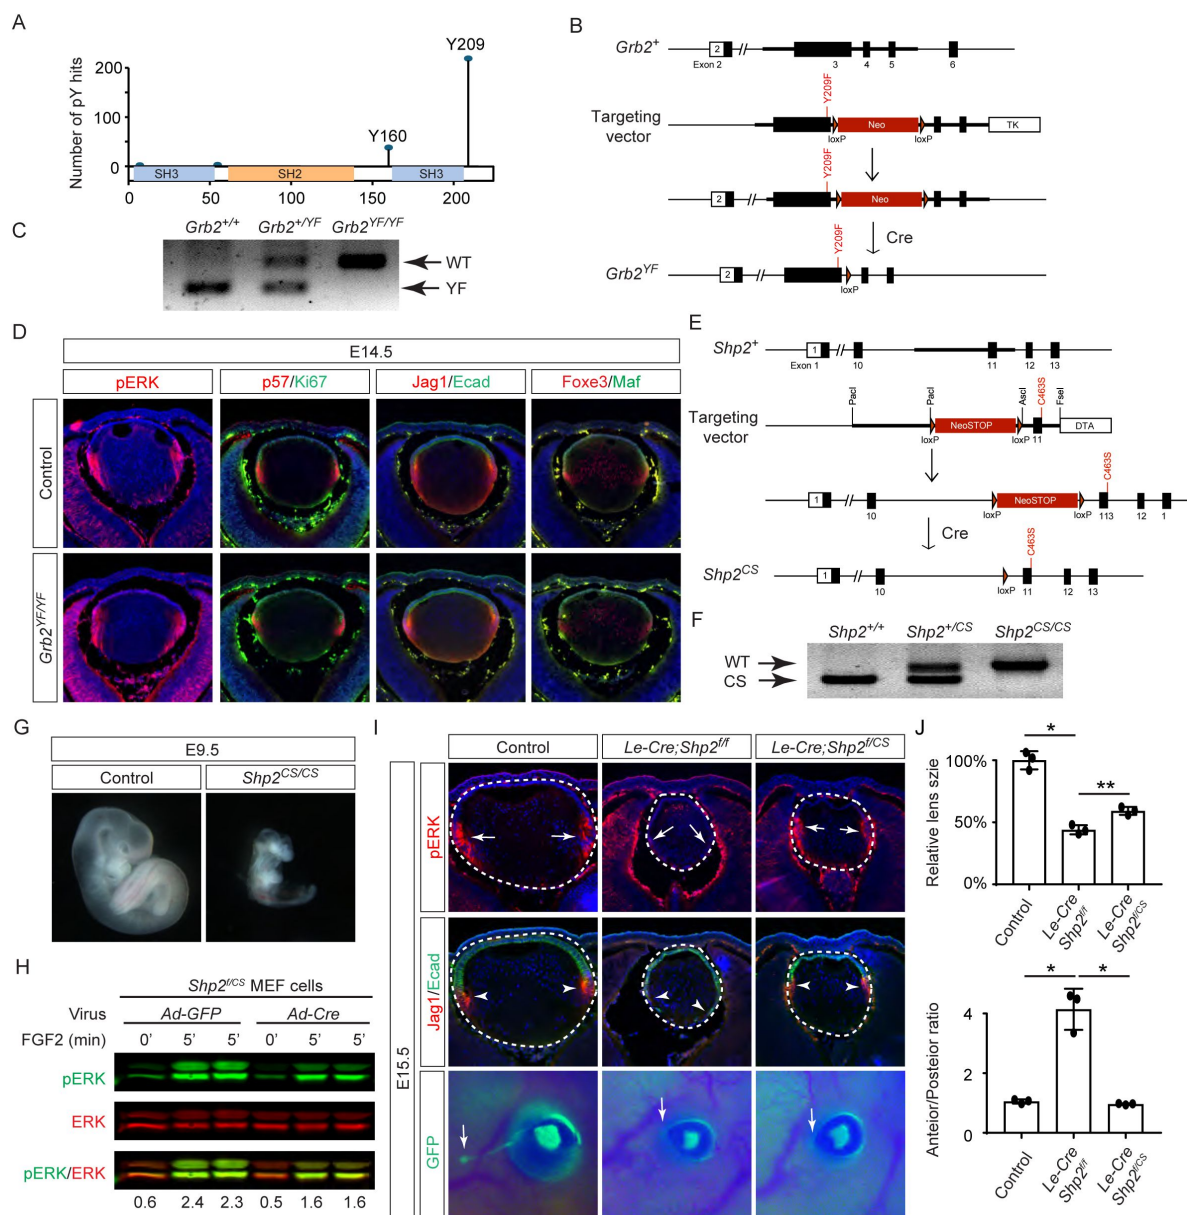 A
Number of pY hits
200
100
0
Y209
Y160
SH3
SH2
SH3
0
50
100
150
200
B
Grb2+
2
Exon 2
3
4
5
6
Targeting vector
Y209F
Neo
loxP
loxP
TK
Y209F
2
Neo
Cre
Y209F
Grb2YF
2
loxP
C
Grb2+/+
Grb2+/YF
Grb2YF/YF
WT
YF
D
E14.5
pERK
p57/Ki67
Jag1/Ecad
Foxe3/Maf
Control
Grb2YF/YF
E
Shp2+
1
Exon 1
10
11
12
13
Targeting vector
PacI
PacI
AscI
C463S
FseI
NeoSTOP
loxP
loxP
11
DTA
C463S
1
10
NeoSTOP
loxP
loxP
113
12
1
Cre
C463S
Shp2CS
1
10
loxP
11
12
13
F
Shp2+/+
Shp2+/CS
Shp2CS/CS
WT
CS
G
E9.5
Control
Shp2CS/CS
H
Shp2f/CS MEF cells
Virus
Ad-GFP
Ad-Cre
FGF2 (min)
0'
5'
5'
0'
5'
5'
pERK
ERK
pERK/ERK
0.6
2.4
2.3
0.5
1.6
1.6
I
Control
Le-Cre;Shp2f/f
Le-Cre;Shp2f/CS
E15.5
pERK
Jag1/Ecad
GFP
J
Relative lens szie
100%
50%
0%
*
**
Control
Le-Cre Shp2f/f
Le-Cre Shp2f/CS
Anteior/Posteior ratio
4
2
0
*
*
Control
Le-Cre Shp2f/f
Le-Cre Shp2f/CS